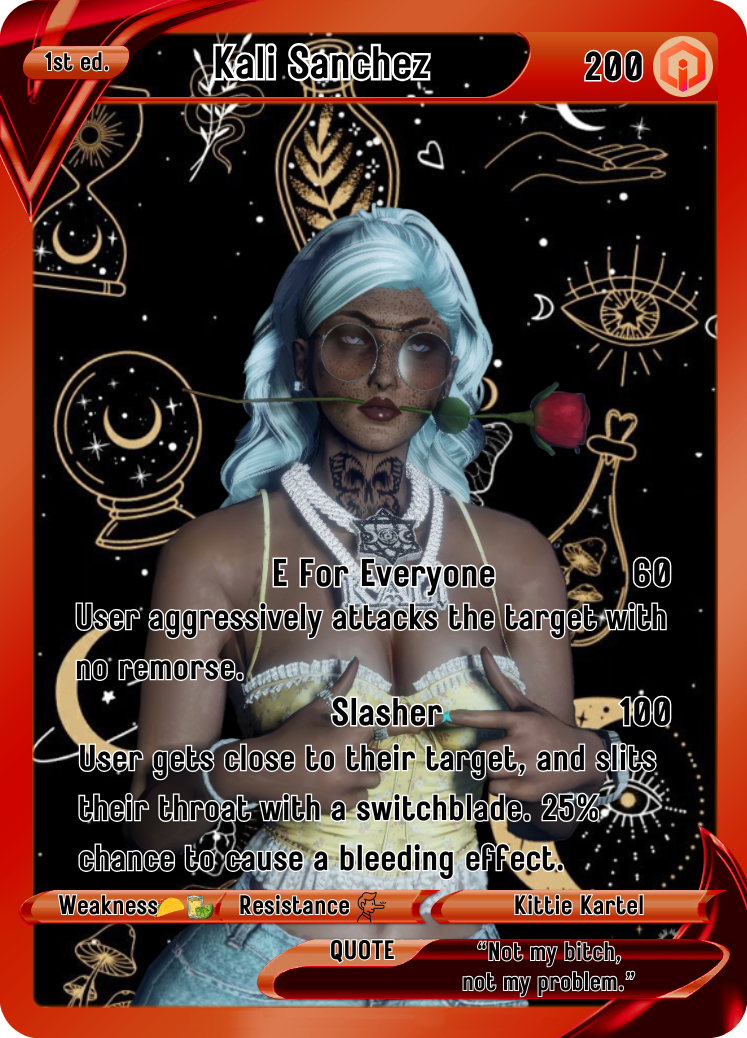 1st ed.
Kali Sanchez
200
E For Everyone 60
User aggressively attacks the target with
no remorse.
Slasher 100
User gets close to their target, and slits
their throat with a switchblade. 25%
chance to cause a bleeding effect.
Weakness Resistance Kittie Kartel
QUOTE
“Not my bitch,
not my problem.”